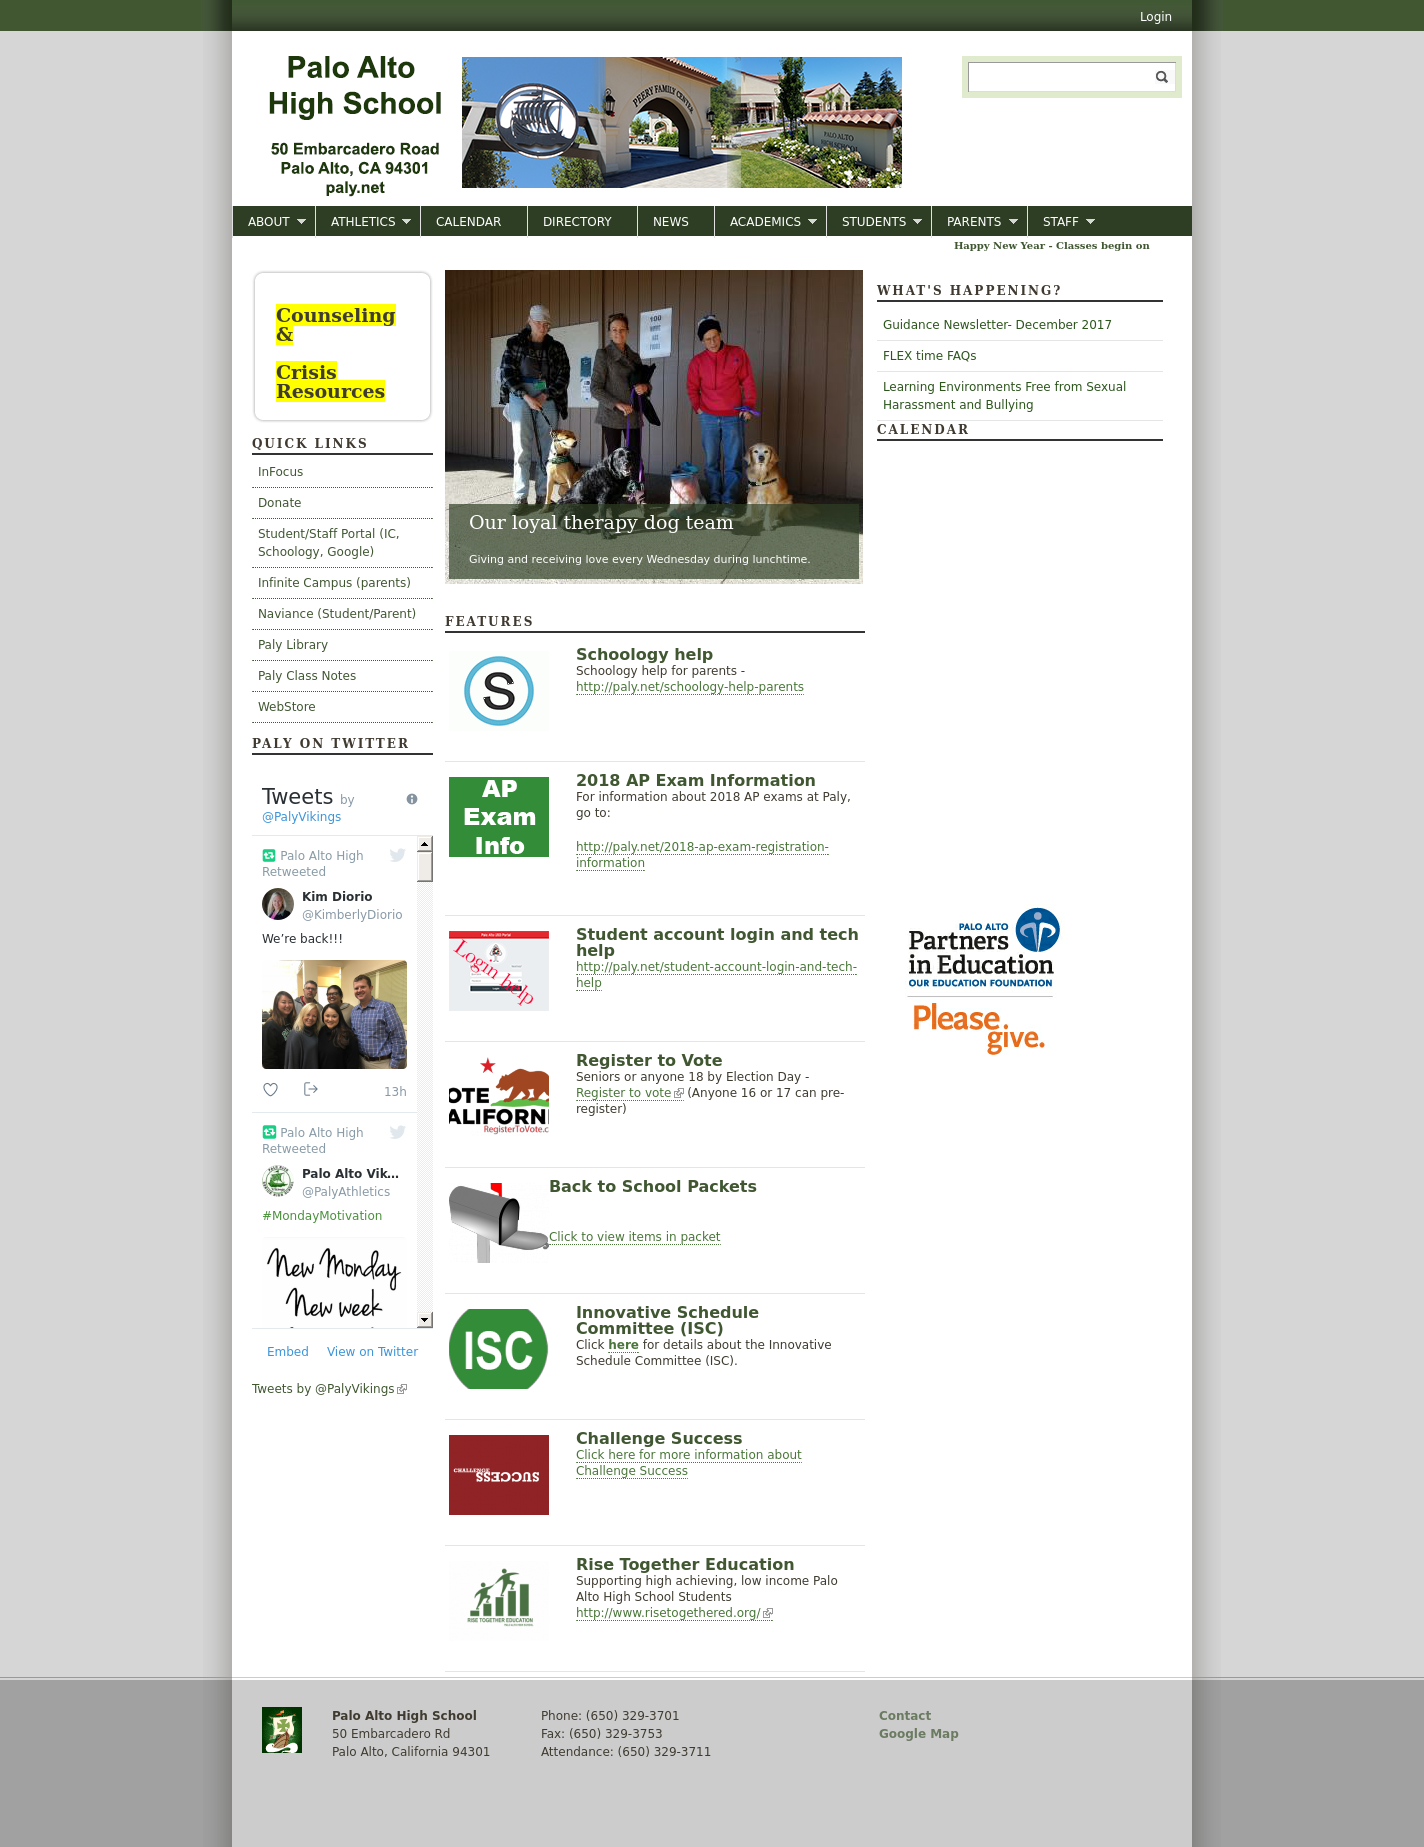 Login
Palo Alto
High School
50 Embarcadero Road
Palo Alto, CA 94301
paly.net
PEERY FAMILY CENTER
PALO ALTO
HIGH SCHOOL
ABOUT
ATHLETICS
CALENDAR
DIRECTORY
NEWS
ACADEMICS
STUDENTS
PARENTS
STAFF
Happy New Year - Classes begin on
Counseling
&
Crisis
Resources
QUICK LINKS
InFocus
Donate
Student/Staff Portal (IC,
Schoology, Google)
Infinite Campus (parents)
Naviance (Student/Parent)
Paly Library
Paly Class Notes
WebStore
PALY ON TWITTER
Tweets by
@PalyVikings
Palo Alto High
Retweeted
Kim Diorio
@KimberlyDiorio
We’re back!!!
13h
Palo Alto High
Retweeted
Palo Alto Vik...
@PalyAthletics
#MondayMotivation
New Monday
New week
Embed
View on Twitter
Tweets by @PalyVikings
100
Our loyal therapy dog team
Giving and receiving love every Wednesday during lunchtime.
FEATURES
S
Schoology help
Schoology help for parents -
http://paly.net/schoology-help-parents
AP
Exam
Info
2018 AP Exam Information
For information about 2018 AP exams at Paly,
go to:
http://paly.net/2018-ap-exam-registration-
information
Login help
Student account login and tech
help
http://paly.net/student-account-login-and-tech-
help
OTE
ALIFORN
RegisterToVote.c
Register to Vote
Seniors or anyone 18 by Election Day -
Register to vote (Anyone 16 or 17 can pre-
register)
Back to School Packets
Click to view items in packet
ISC
Innovative Schedule
Committee (ISC)
Click here for details about the Innovative
Schedule Committee (ISC).
CHALLENGE
SUCCESS
Challenge Success
Click here for more information about
Challenge Success
RISE TOGETHER EDUCATION
Rise Together Education
Supporting high achieving, low income Palo
Alto High School Students
http://www.risetogethered.org/
WHAT'S HAPPENING?
Guidance Newsletter- December 2017
FLEX time FAQs
Learning Environments Free from Sexual
Harassment and Bullying
CALENDAR
PALO ALTO
Partners
in Education
OUR EDUCATION FOUNDATION
Please
give.
Palo Alto High School
50 Embarcadero Rd
Palo Alto, California 94301
Phone: (650) 329-3701
Fax: (650) 329-3753
Attendance: (650) 329-3711
Contact
Google Map